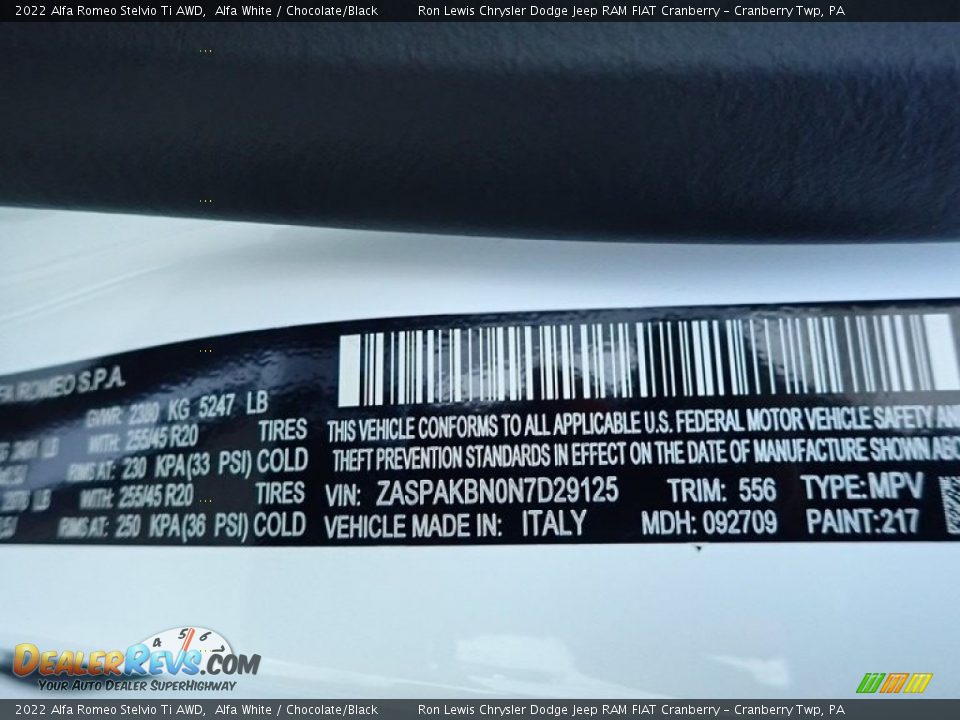 2022 Alfa Romeo Stelvio Ti AWD, Alfa White / Chocolate/Black Ron Lewis Chrysler Dodge Jeep RAM FIAT Cranberry - Cranberry Twp, PA
ROMEO S.P.A.
GVWR: 2380 KG 5247 LB
LB WITH: 255/45 R20 TIRES
RIMS AT: 230 KPA(33 PSI) COLD
LB WITH: 255/45 R20 TIRES
RIMS AT: 250 KPA(36 PSI) COLD
THIS VEHICLE CONFORMS TO ALL APPLICABLE U.S. FEDERAL MOTOR VEHICLE SAFETY AN
THEFT PREVENTION STANDARDS IN EFFECT ON THE DATE OF MANUFACTURE SHOWN ABO
VIN: ZASPAKBN0N7D29125 TRIM: 556 TYPE: MPV
VEHICLE MADE IN: ITALY MDH: 092709 PAINT: 217
4 5 6
DEALERREVS.COM
YOUR AUTO DEALER SUPERHIGHWAY
2022 Alfa Romeo Stelvio Ti AWD, Alfa White / Chocolate/Black Ron Lewis Chrysler Dodge Jeep RAM FIAT Cranberry - Cranberry Twp, PA